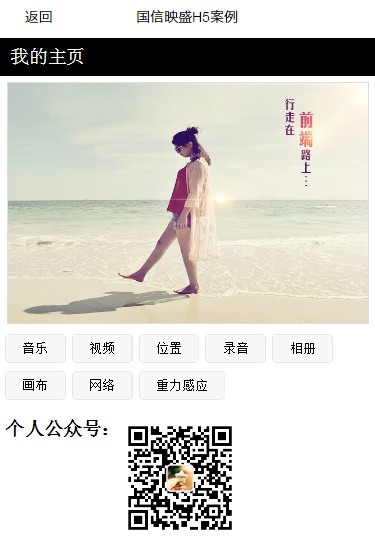 返回 国信映盛H5案例
我的主页
行走在
前端
路上...
音乐 视频 位置 录音 相册
画布 网络 重力感应
个人公众号：